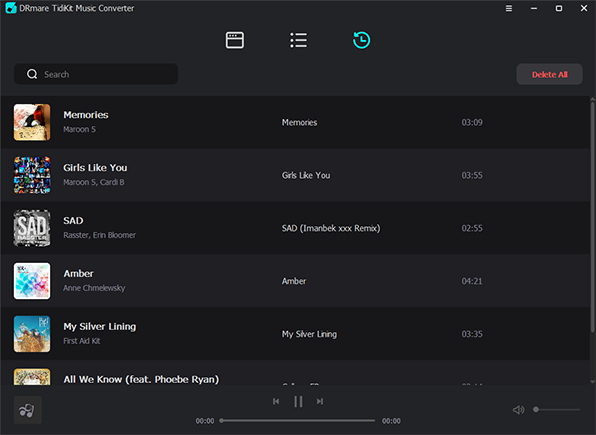 DRmare TidiKit Music Converter
Search
Delete All
Memories
Maroon 5
Memories
03:09
Girls Like You
Maroon 5, Cardi B
Girls Like You
03:55
SAD
RASSTER
SAD
Rasster, Erin Bloomer
SAD (Imanbek xxx Remix)
02:55
Amber
Anne Chmelewsky
Amber
04:21
My Silver Lining
First Aid Kit
My Silver Lining
03:35
All We Know (feat. Phoebe Ryan)
00:00
00:00